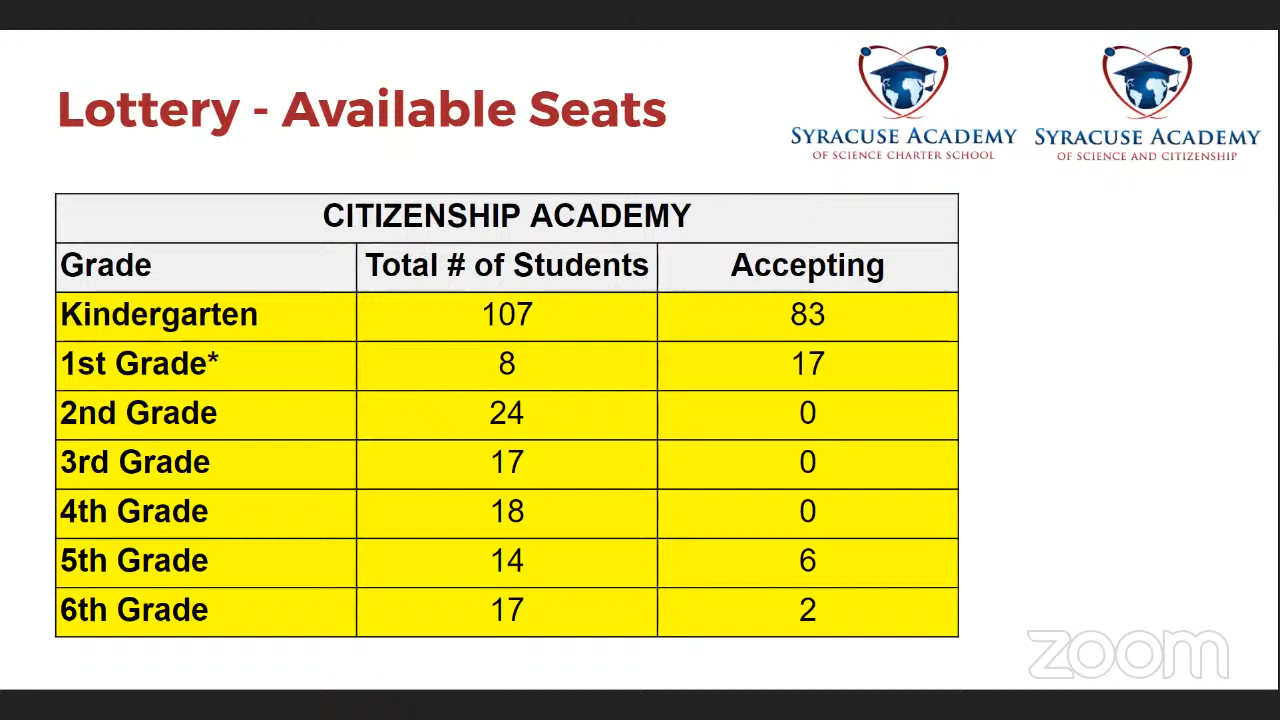 Lottery - Available Seats
SYRACUSE ACADEMY
OF SCIENCE CHARTER SCHOOL
SYRACUSE ACADEMY
OF SCIENCE AND CITIZENSHIP
CITIZENSHIP ACADEMY
Grade Total # of Students Accepting
Kindergarten 107 83
1st Grade* 8 17
2nd Grade 24 0
3rd Grade 17 0
4th Grade 18 0
5th Grade 14 6
6th Grade 17 2
zoom